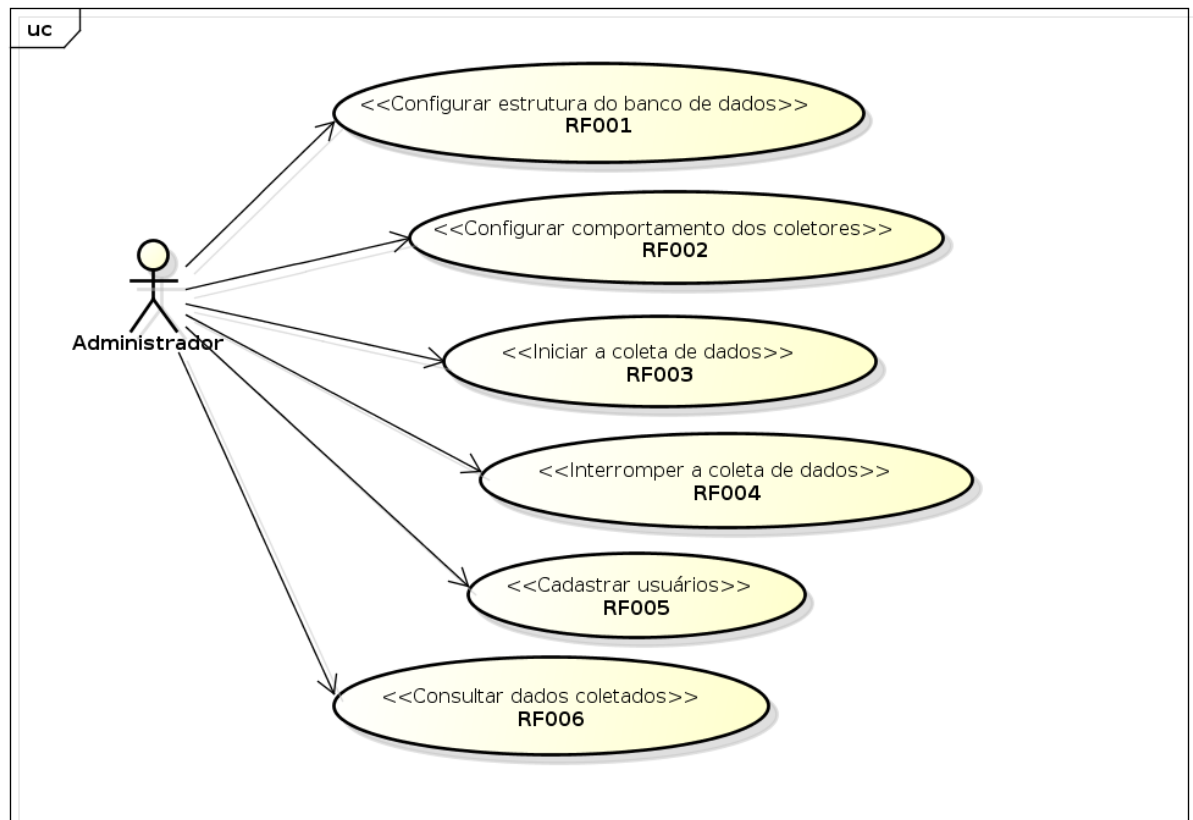 uc
<<Configurar estrutura do banco de dados>>
RF001
<<Configurar comportamento dos coletores>>
RF002
Administrador
<<Iniciar a coleta de dados>>
RF003
<<Interromper a coleta de dados>>
RF004
<<Cadastrar usuários>>
RF005
<<Consultar dados coletados>>
RF006